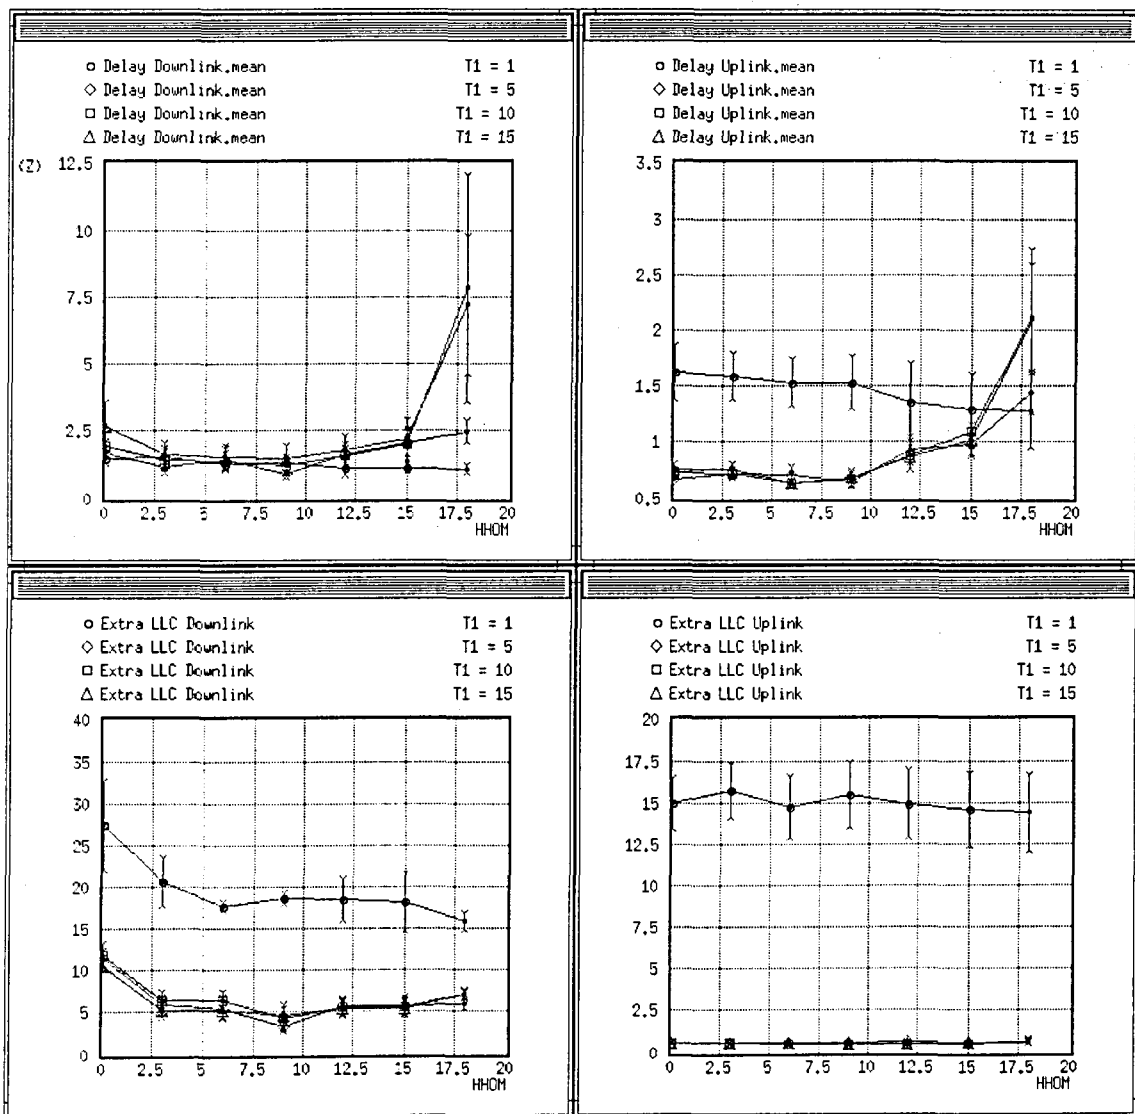 ○ Delay Downlink.mean T1 = 1
◇ Delay Downlink.mean T1 = 5
□ Delay Downlink.mean T1 = 10
△ Delay Downlink.mean T1 = 15
12.5
10
7.5
5
2.5
0
0 2.5 5 7.5 10 12.5 15 17.5 20
HHOM
○ Delay Uplink.mean T1 = 1
◇ Delay Uplink.mean T1 = 5
□ Delay Uplink.mean T1 = 10
△ Delay Uplink.mean T1 = 15
3.5
3
2.5
2
1.5
1
0.5
0 2.5 5 7.5 10 12.5 15 17.5 20
HHOM
○ Extra LLC Downlink T1 = 1
◇ Extra LLC Downlink T1 = 5
□ Extra LLC Downlink T1 = 10
△ Extra LLC Downlink T1 = 15
40
35
30
25
20
15
10
5
0
0 2.5 5 7.5 10 12.5 15 17.5 20
HHOM
○ Extra LLC Uplink T1 = 1
◇ Extra LLC Uplink T1 = 5
□ Extra LLC Uplink T1 = 10
△ Extra LLC Uplink T1 = 15
20
17.5
15
12.5
10
7.5
5
2.5
0
0 2.5 5 7.5 10 12.5 15 17.5 20
HHOM